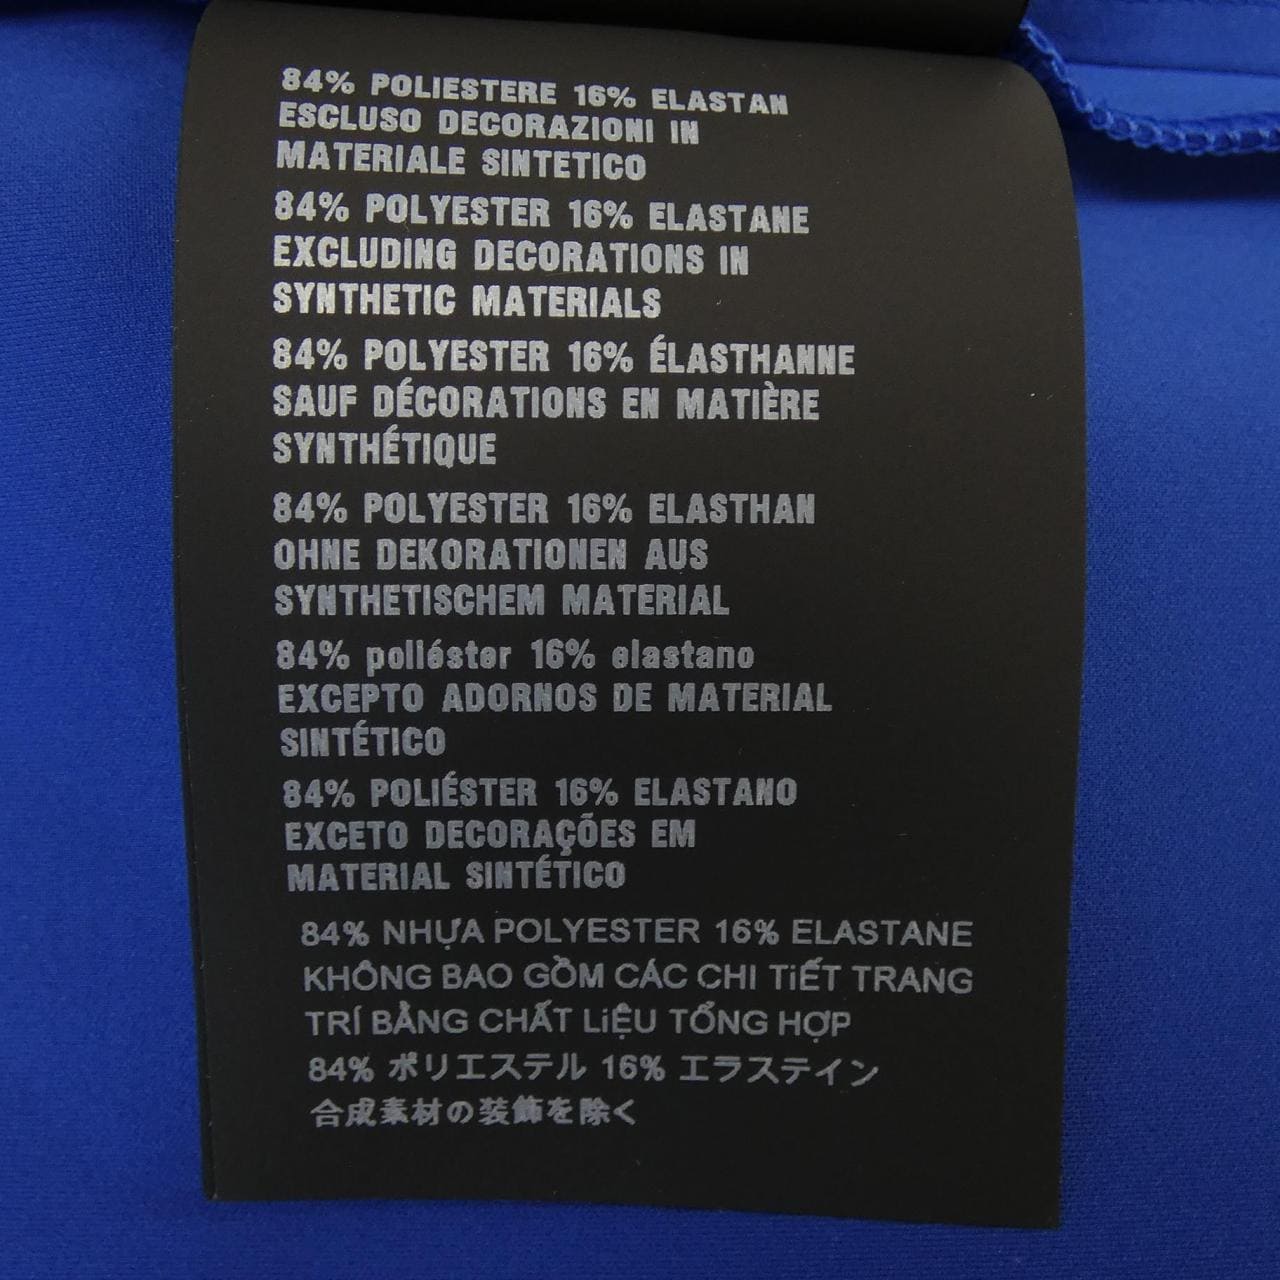 84% POLIESTERE 16% ELASTAN
ESCLUSO DECORAZIONI IN
MATERIALE SINTETICO
84% POLYESTER 16% ELASTANE
EXCLUDING DECORATIONS IN
SYNTHETIC MATERIALS
84% POLYESTER 16% ÉLASTHANNE
SAUF DÉCORATIONS EN MATIÈRE
SYNTHÉTIQUE
84% POLYESTER 16% ELASTHAN
OHNE DEKORATIONEN AUS
SYNTHETISCHEM MATERIAL
84% poliéster 16% elastano
EXCEPTO ADORNOS DE MATERIAL
SINTÉTICO
84% POLIÉSTER 16% ELASTANO
EXCETO DECORAÇÕES EM
MATERIAL SINTÉTICO
84% NHỰA POLYESTER 16% ELASTANE
KHÔNG BAO GỒM CÁC CHI TiẾT TRANG
TRÍ BẰNG CHẤT LiỆU TỔNG HỢP
84% ポリエステル 16% エラステイン
合成素材の装飾を除く